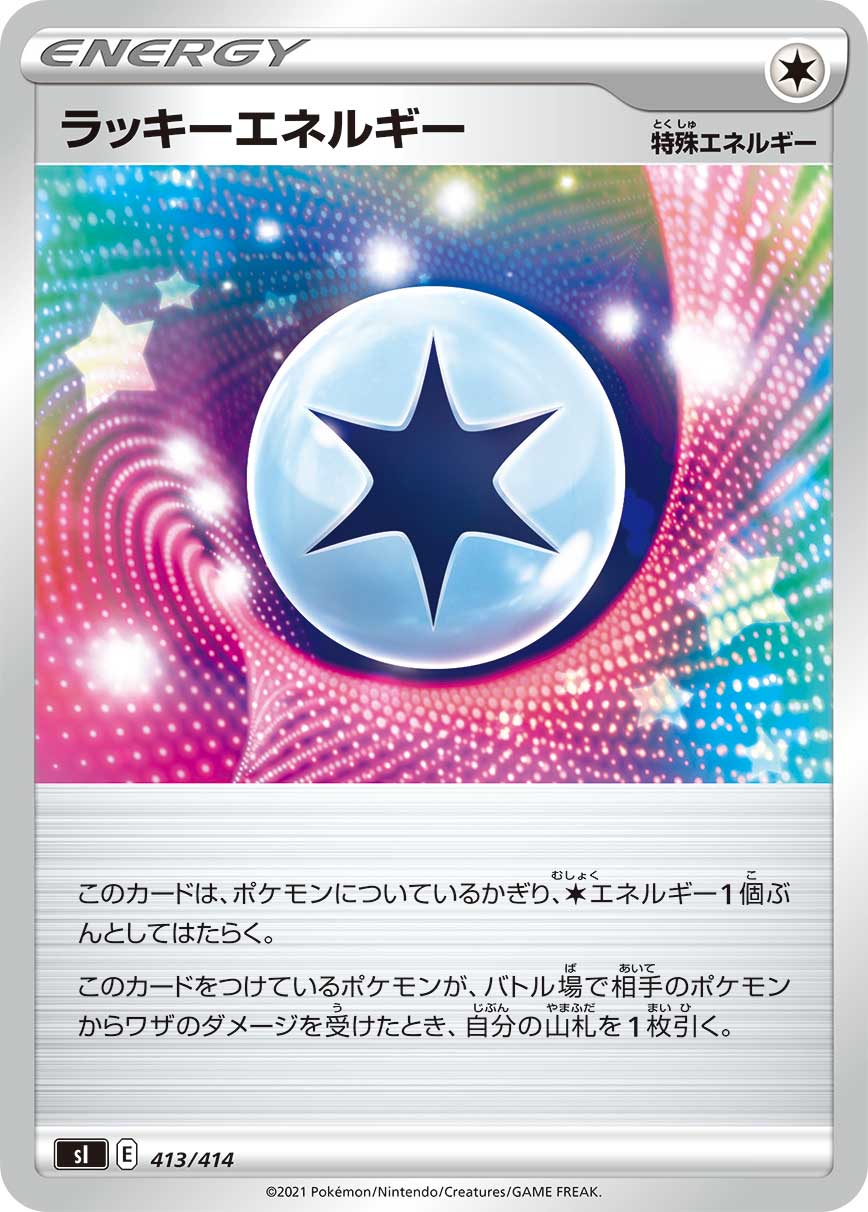 ENERGY
ラッキーエネルギー
とくしゅ
特殊エネルギー
むしょく こ
このカードは、ポケモンについているかぎり、✶エネルギー1個ぶ
んとしてはたらく。
ば あいて
このカードをつけているポケモンが、バトル場で相手のポケモン
う じぶん やまふだ まい ひ
からワザのダメージを受けたとき、自分の山札を1枚引く。
sI E 413/414
©2021 Pokémon/Nintendo/Creatures/GAME FREAK.